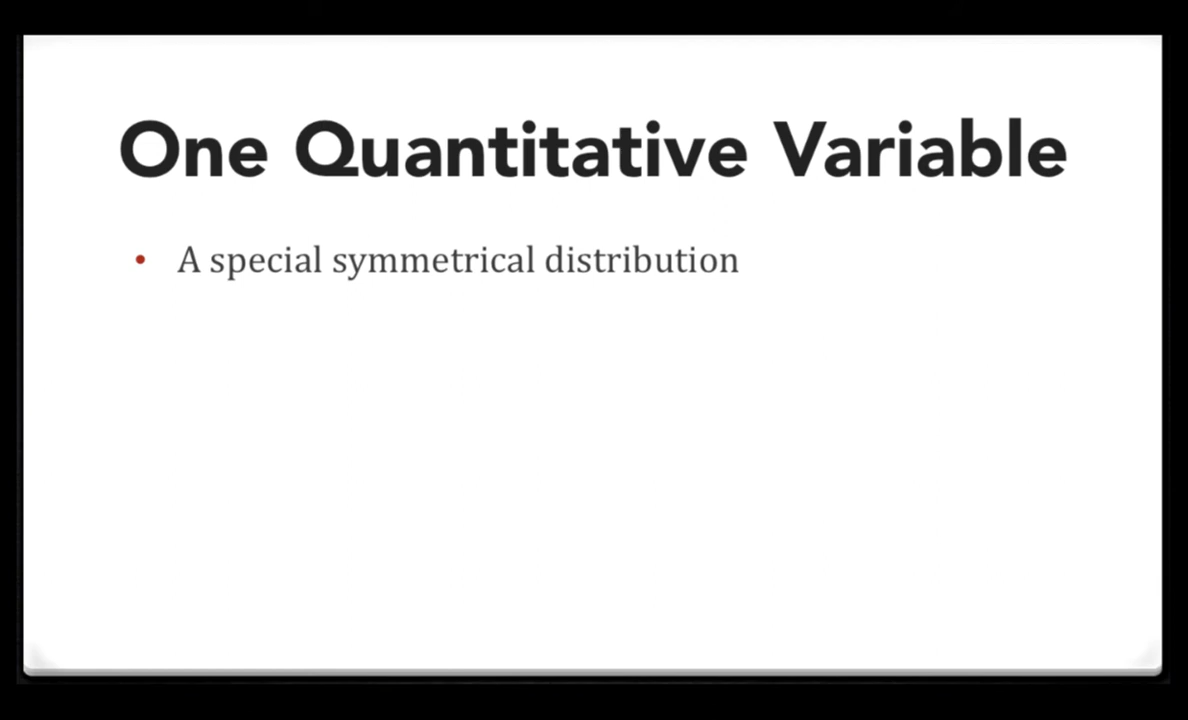 One Quantitative Variable
• A special symmetrical distribution